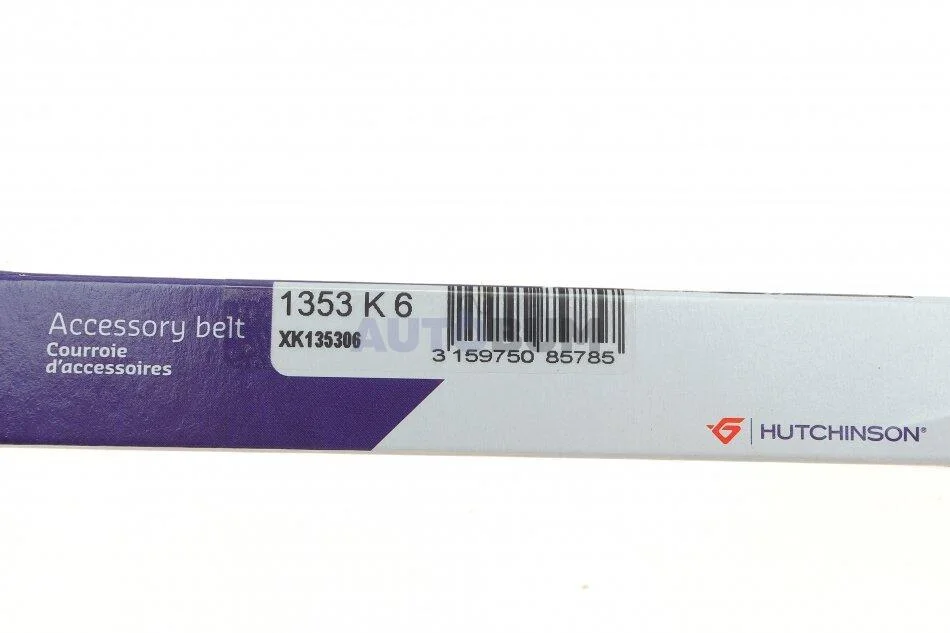 Accessory belt
Courroie
d'accessoires
1353 K 6
XK135306
3 159750 85785
HUTCHINSON®